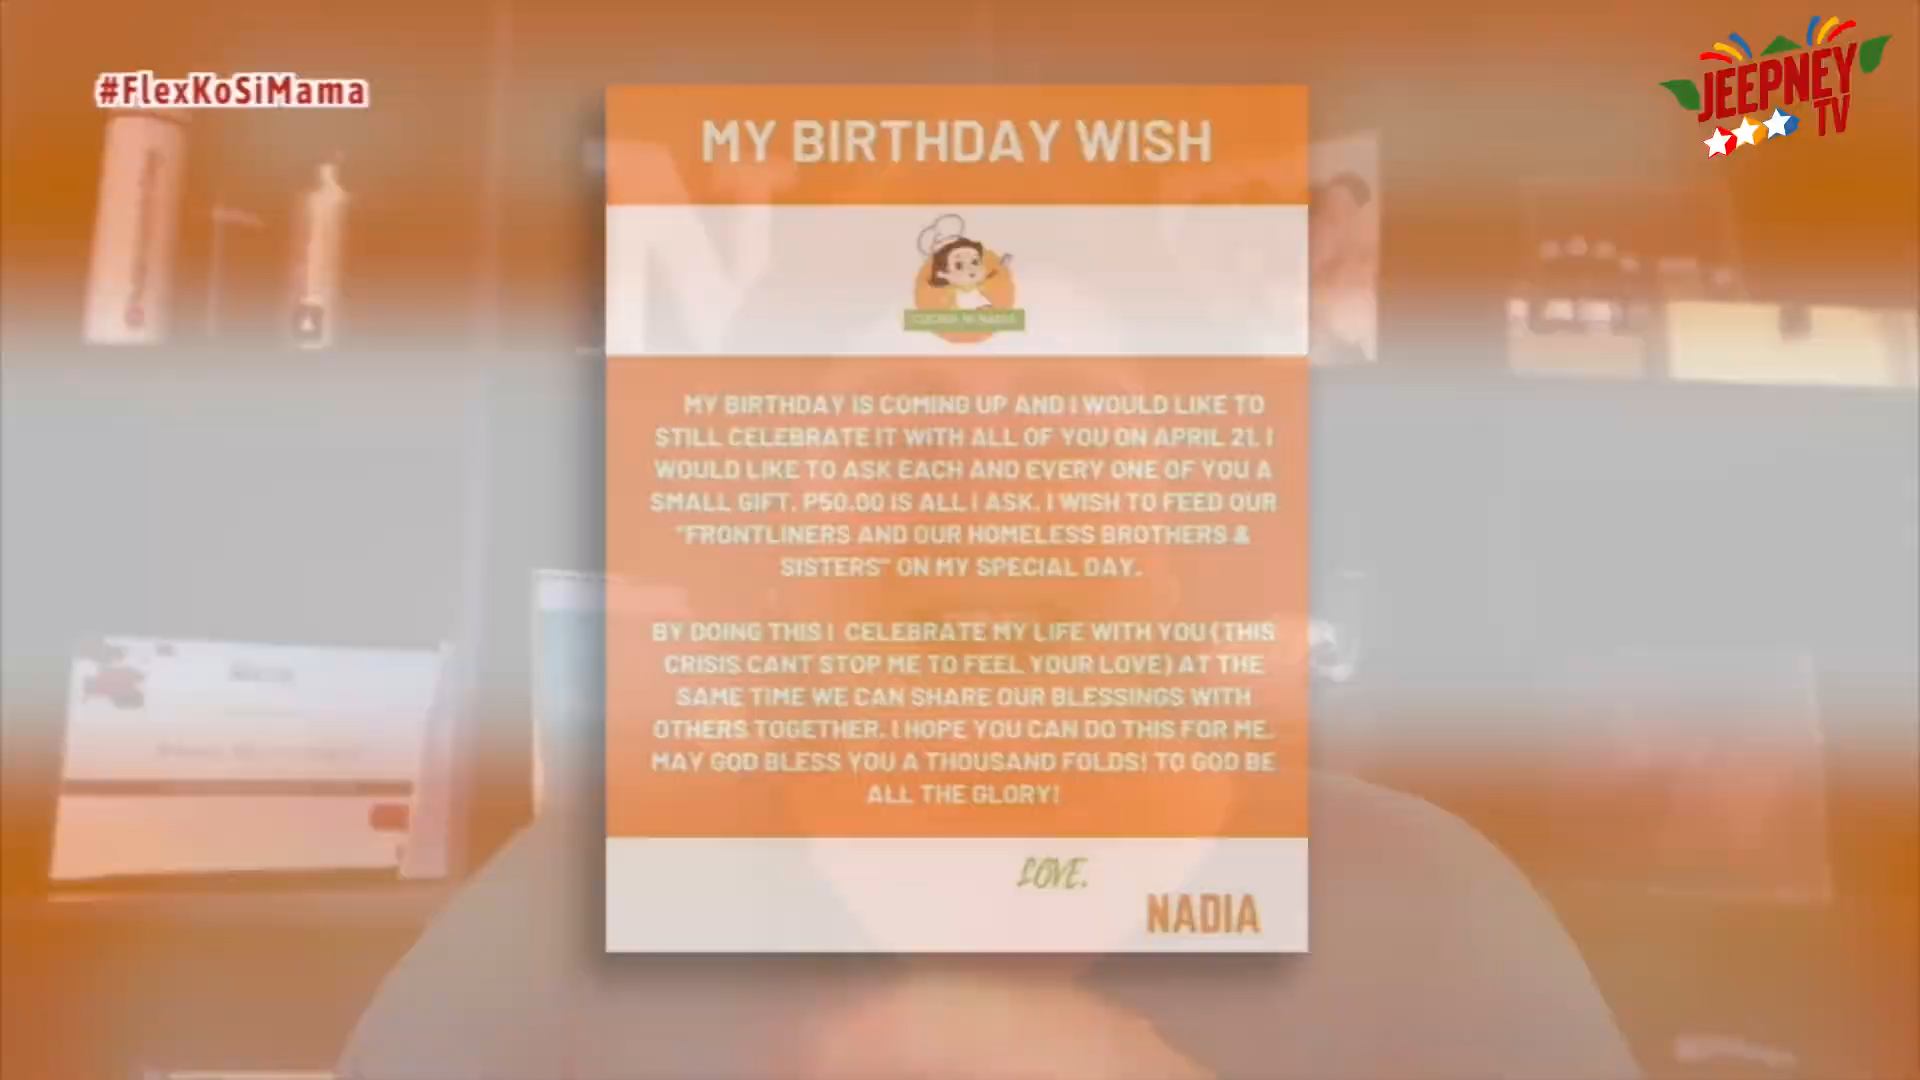 #FlexKoSiMama
JEEPNEY
TV
MY BIRTHDAY WISH
MY BIRTHDAY IS COMING UP AND I WOULD LIKE TO
STILL CELEBRATE IT WITH ALL OF YOU ON APRIL 21. I
WOULD LIKE TO ASK EACH AND EVERY ONE OF YOU A
SMALL GIFT. P50.00 IS ALL I ASK. I WISH TO FEED OUR
"FRONTLINERS AND OUR HOMELESS BROTHERS &
SISTERS" ON MY SPECIAL DAY.
BY DOING THIS I CELEBRATE MY LIFE WITH YOU (THIS
CRISIS CANT STOP ME TO FEEL YOUR LOVE) AT THE
SAME TIME WE CAN SHARE OUR BLESSINGS WITH
OTHERS TOGETHER. I HOPE YOU CAN DO THIS FOR ME.
MAY GOD BLESS YOU A THOUSAND FOLDS! TO GOD BE
ALL THE GLORY!
LOVE,
NADIA